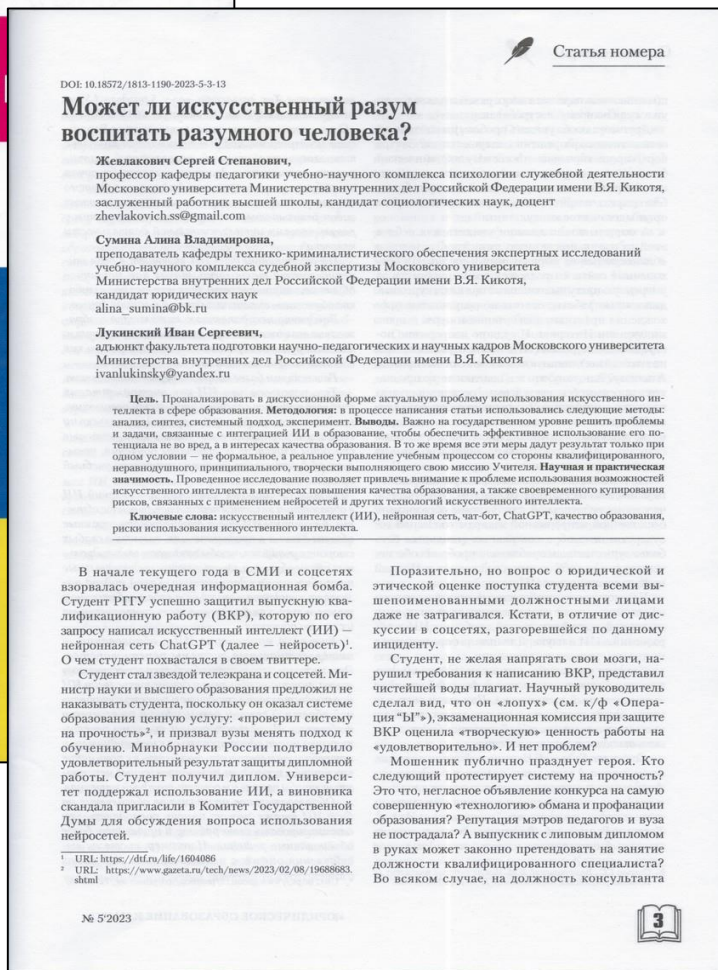 Статья номера
DOI: 10.18572/1813-1190-2023-5-3-13
Может ли искусственный разум
воспитать разумного человека?
Жевлакович Сергей Степанович,
профессор кафедры педагогики учебно-научного комплекса психологии служебной деятельности
Московского университета Министерства внутренних дел Российской Федерации имени В.Я. Кикотя,
заслуженный работник высшей школы, кандидат социологических наук, доцент
zhevlakovich.ss@gmail.com
Сумина Алина Владимировна,
преподаватель кафедры технико-криминалистического обеспечения экспертных исследований
учебно-научного комплекса судебной экспертизы Московского университета
Министерства внутренних дел Российской Федерации имени В.Я. Кикотя,
кандидат юридических наук
alina_sumina@bk.ru
Лукинский Иван Сергеевич,
адъюнкт факультета подготовки научно-педагогических и научных кадров Московского университета
Министерства внутренних дел Российской Федерации имени В.Я. Кикотя
ivanlukinsky@yandex.ru
Цель. Проанализировать в дискуссионной форме актуальную проблему использования искусственного ин-
теллекта в сфере образования. Методология: в процессе написания статьи использовались следующие методы:
анализ, синтез, системный подход, эксперимент. Выводы. Важно на государственном уровне решить проблемы
и задачи, связанные с интеграцией ИИ в образование, чтобы обеспечить эффективное использование его по-
тенциала не во вред, а в интересах качества образования. В то же время все эти меры дадут результат только при
одном условии — не формальное, а реальное управление учебным процессом со стороны квалифицированного,
неравнодушного, принципиального, творчески выполняющего свою миссию Учителя. Научная и практическая
значимость. Проведенное исследование позволяет привлечь внимание к проблеме использования возможностей
искусственного интеллекта в интересах повышения качества образования, а также своевременного купирования
рисков, связанных с применением нейросетей и других технологий искусственного интеллекта.
Ключевые слова: искусственный интеллект (ИИ), нейронная сеть, чат-бот, ChatGPT, качество образования,
риски использования искусственного интеллекта.
В начале текущего года в СМИ и соцсетях
взорвалась очередная информационная бомба.
Студент РГГУ успешно защитил выпускную ква-
лификационную работу (ВКР), которую по его
запросу написал искусственный интеллект (ИИ) —
нейронная сеть ChatGPT (далее — нейросеть)¹.
О чем студент похвастался в своем твиттере.
Студент стал звездой телеэкрана и соцсетей. Ми-
нистр науки и высшего образования предложил не
наказывать студента, поскольку он оказал системе
образования ценную услугу: «проверил систему
на прочность»², и призвал вузы менять подход к
обучению. Минобрнауки России подтвердило
удовлетворительный результат защиты дипломной
работы. Студент получил диплом. Универси-
тет поддержал использование ИИ, а виновника
скандала пригласили в Комитет Государственной
Думы для обсуждения вопроса использования
нейросетей.
¹ URL: https://dtf.ru/life/1604086
² URL: https://www.gazeta.ru/tech/news/2023/02/08/19688683.
shtml
Поразительно, но вопрос о юридической и
этической оценке поступка студента всеми вы-
шепоименованными должностными лицами
даже не затрагивался. Кстати, в отличие от дис-
куссии в соцсетях, разгоревшейся по данному
инциденту.
Студент, не желая напрягать свои мозги, на-
рушил требования к написанию ВКР, представил
чистейшей воды плагиат. Научный руководитель
сделал вид, что он «лопух» (см. к/ф «Опера-
ция “Ы”»), экзаменационная комиссия при защите
ВКР оценила «творческую» ценность работы на
«удовлетворительно». И нет проблем?
Мошенник публично празднует героя. Кто
следующий протестирует систему на прочность?
Это что, негласное объявление конкурса на самую
совершенную «технологию» обмана и профанации
образования? Репутация мэтров педагогов и вуза
не пострадала? А выпускник с липовым дипломом
в руках может законно претендовать на занятие
должности квалифицированного специалиста?
Во всяком случае, на должность консультанта
№ 5'2023
3